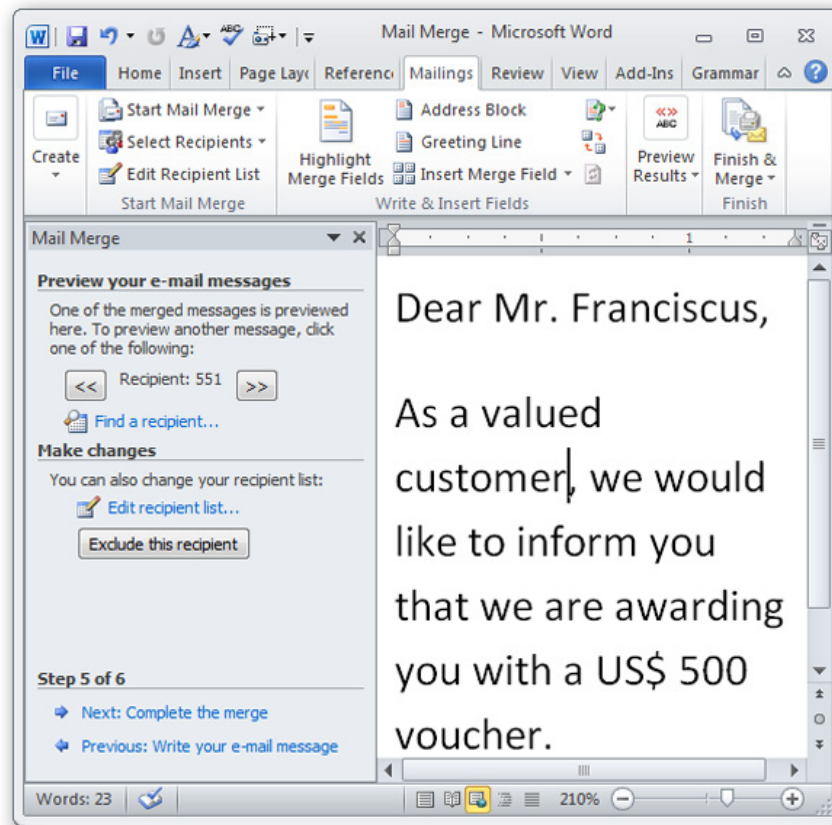 Mail Merge - Microsoft Word
File Home Insert Page Layo Referenc Mailings Review View Add-Ins Grammar
Create
Start Mail Merge
Select Recipients
Edit Recipient List
Start Mail Merge
Highlight
Merge Fields
Address Block
Greeting Line
Insert Merge Field
Write & Insert Fields
ABC
Preview
Results
Finish &
Merge
Finish
Mail Merge
Preview your e-mail messages
One of the merged messages is previewed
here. To preview another message, click
one of the following:
<< Recipient: 551 >>
Find a recipient...
Make changes
You can also change your recipient list:
Edit recipient list...
Exclude this recipient
Step 5 of 6
Next: Complete the merge
Previous: Write your e-mail message
1
Dear Mr. Franciscus,
As a valued
customer, we would
like to inform you
that we are awarding
you with a US$ 500
voucher.
Words: 23
210%